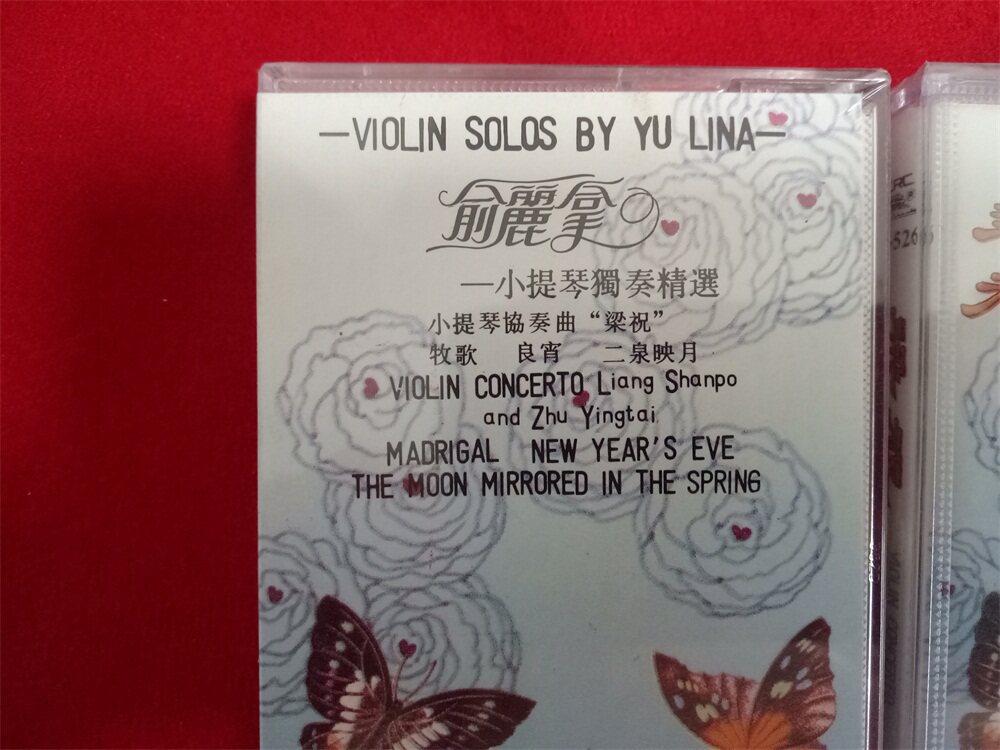 —VIOLIN SOLOS BY YU LINA—
俞麗拿
—小提琴獨奏精選
小提琴協奏曲“梁祝”
牧歌 良宵 二泉映月
VIOLIN CONCERTO Liang Shanpo
and Zhu Yingtai
MADRIGAL NEW YEAR'S EVE
THE MOON MIRRORED IN THE SPRING